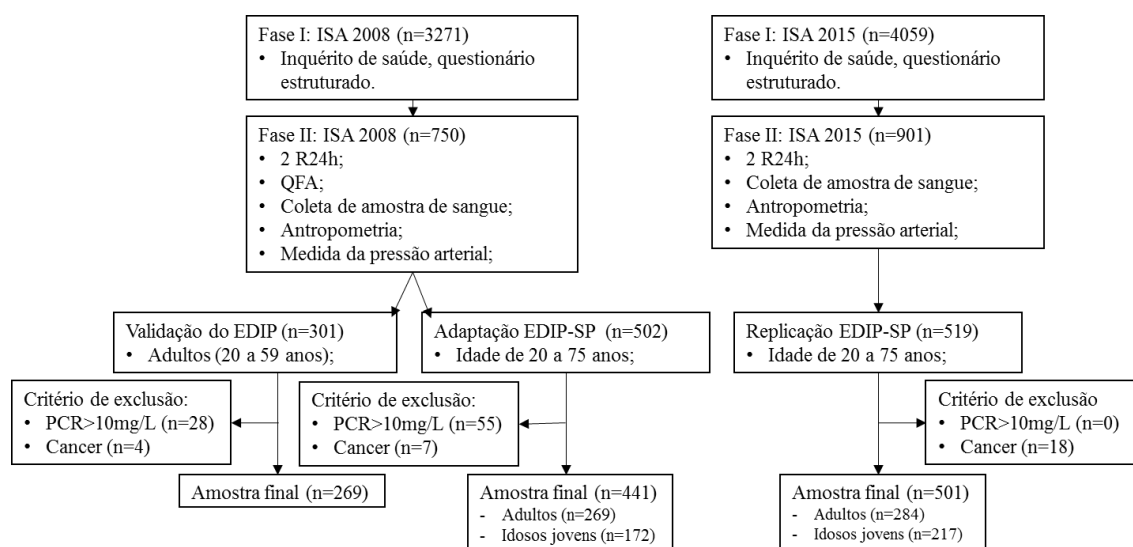 Fase I: ISA 2008 (n=3271)
• Inquérito de saúde, questionário
estruturado.
Fase I: ISA 2015 (n=4059)
• Inquérito de saúde, questionário
estruturado.
Fase II: ISA 2008 (n=750)
• 2 R24h;
• QFA;
• Coleta de amostra de sangue;
• Antropometria;
• Medida da pressão arterial;
Fase II: ISA 2015 (n=901)
• 2 R24h;
• Coleta de amostra de sangue;
• Antropometria;
• Medida da pressão arterial;
Validação do EDIP (n=301)
• Adultos (20 a 59 anos);
Adaptação EDIP-SP (n=502)
• Idade de 20 a 75 anos;
Replicação EDIP-SP (n=519)
• Idade de 20 a 75 anos;
Critério de exclusão:
• PCR>10mg/L (n=28)
• Cancer (n=4)
Critério de exclusão:
• PCR>10mg/L (n=55)
• Cancer (n=7)
Critério de exclusão
• PCR>10mg/L (n=0)
• Cancer (n=18)
Amostra final (n=269)
Amostra final (n=441)
- Adultos (n=269)
- Idosos jovens (n=172)
Amostra final (n=501)
- Adultos (n=284)
- Idosos jovens (n=217)